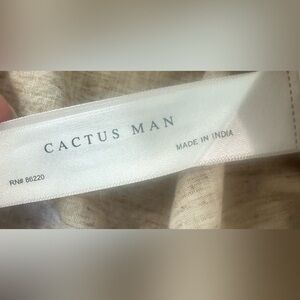 CACTUS MAN
MADE IN INDIA
RN# 86220